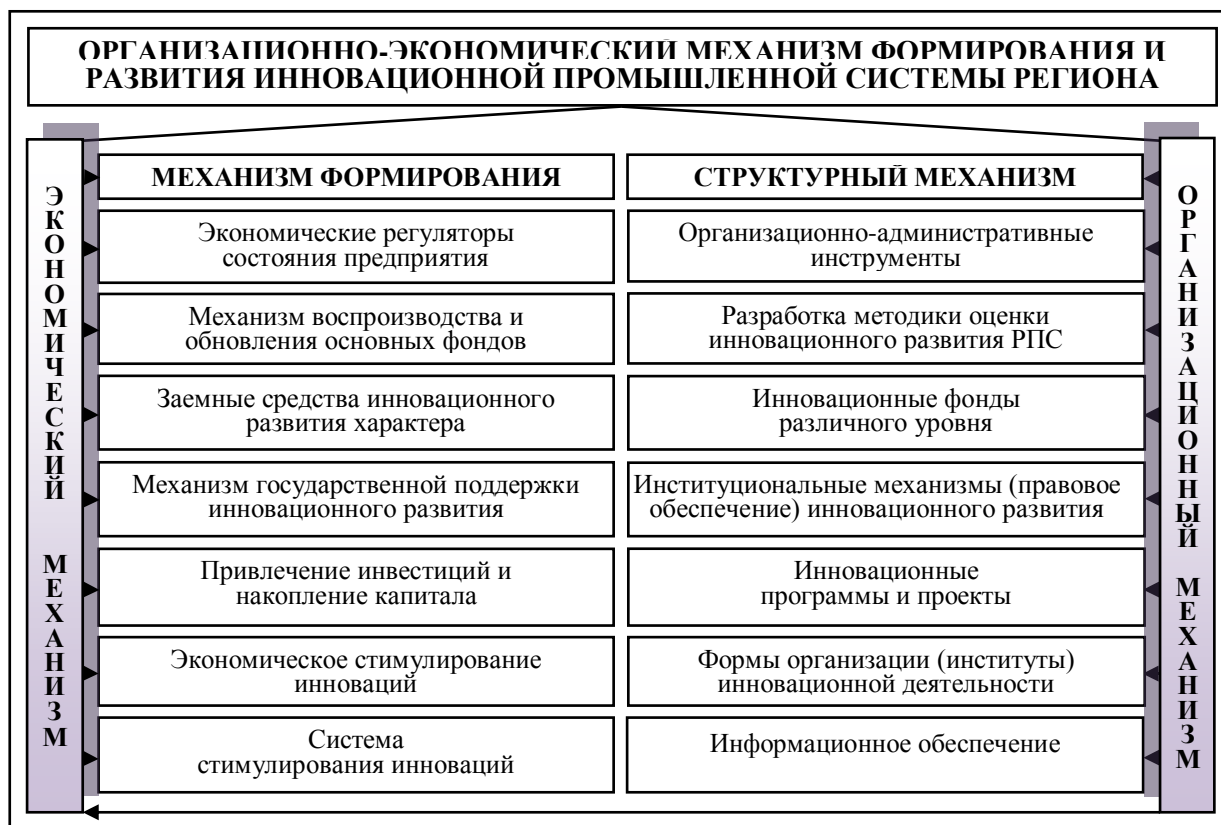 ОРГАНИЗАЦИОННО-ЭКОНОМИЧЕСКИЙ МЕХАНИЗМ ФОРМИРОВАНИЯ И
РАЗВИТИЯ ИННОВАЦИОННОЙ ПРОМЫШЛЕННОЙ СИСТЕМЫ РЕГИОНА
ЭКОНОМИЧЕСКИЙ МЕХАНИЗМ
МЕХАНИЗМ ФОРМИРОВАНИЯ
Экономические регуляторы
состояния предприятия
Механизм воспроизводства и
обновления основных фондов
Заемные средства инновационного
развития характера
Механизм государственной поддержки
инновационного развития
Привлечение инвестиций и
накопление капитала
Экономическое стимулирование
инноваций
Система
стимулирования инноваций
СТРУКТУРНЫЙ МЕХАНИЗМ
Организационно-административные
инструменты
Разработка методики оценки
инновационного развития РПС
Инновационные фонды
различного уровня
Институциональные механизмы (правовое
обеспечение) инновационного развития
Инновационные
программы и проекты
Формы организации (институты)
инновационной деятельности
Информационное обеспечение
ОРГАНИЗАЦИОННЫЙ МЕХАНИЗМ